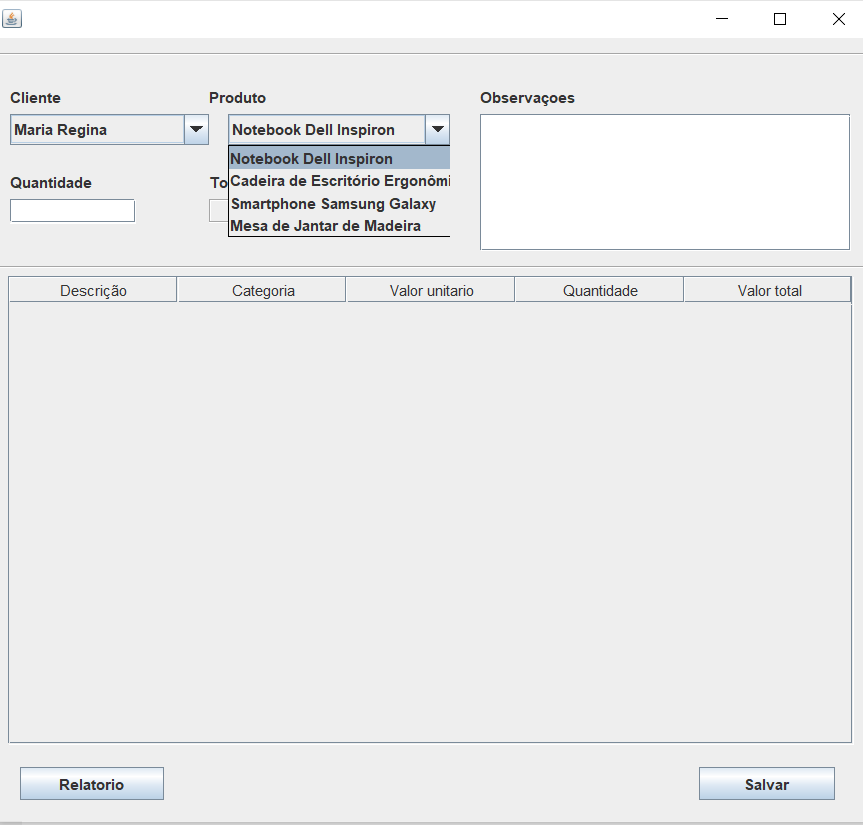 Cliente
Produto
Observaçoes
Maria Regina
Notebook Dell Inspiron
Notebook Dell Inspiron
Cadeira de Escritório Ergonômi
Smartphone Samsung Galaxy
Mesa de Jantar de Madeira
Quantidade
To
Descrição
Categoria
Valor unitario
Quantidade
Valor total
Relatorio
Salvar